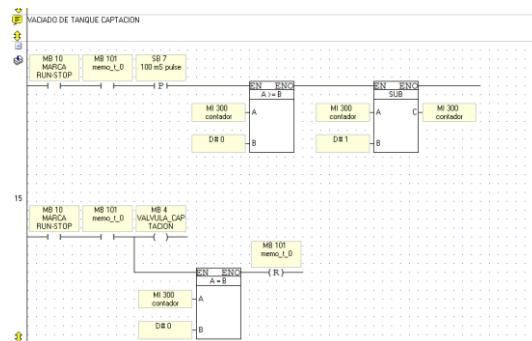 VACIADO DE TANQUE CAPTACION
MB 10 MB 101 SB 7
MARCA memo_t_0 100 mS pulse
RUN-STOP
P
EN ENO EN ENO
A >= B SUB
MI 300 A MI 300 A C MI 300
contador contador contador
D# 0 B D# 1 B
15
MB 10 MB 101 MB 4
MARCA memo_t_0 VALVULA_CAP
RUN-STOP TACION
MB 101
memo_t_0
EN ENO R
A = B
MI 300 A
contador
D# 0 B